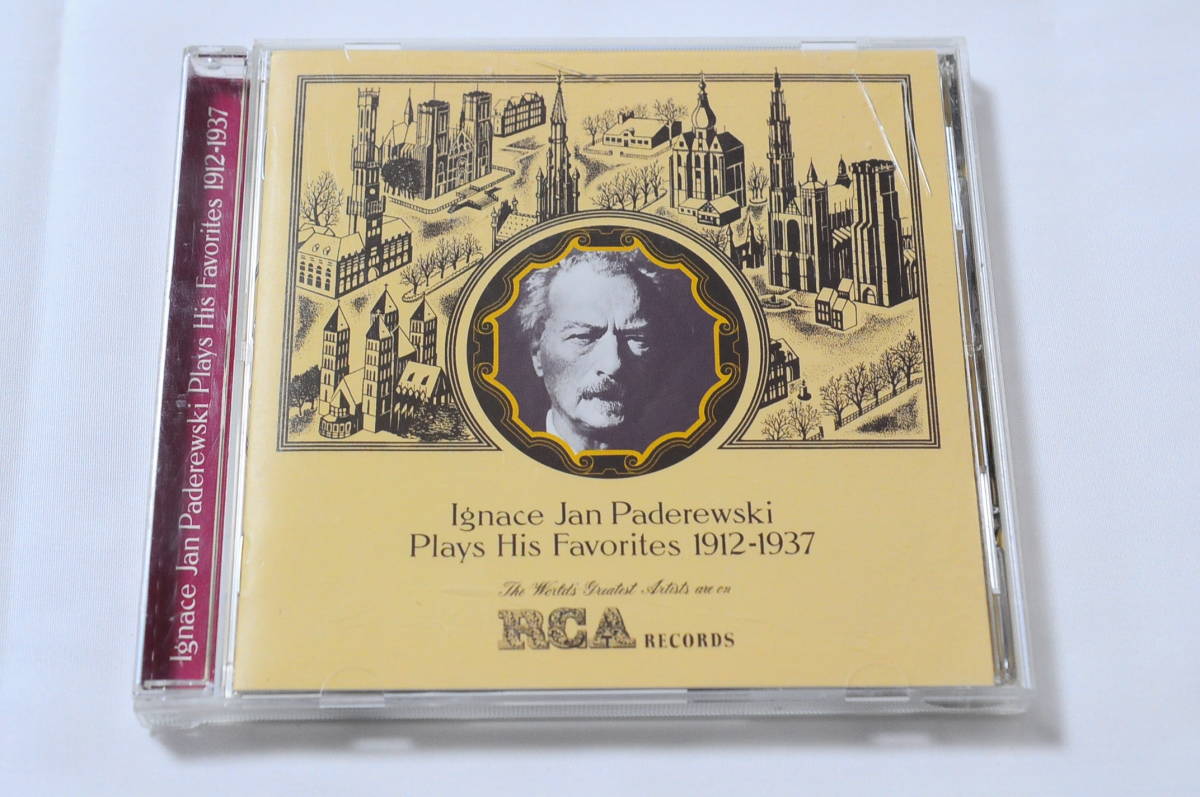 Ignace Jan Paderewski Plays His Favorites 1912-1937
Ignace Jan Paderewski
Plays His Favorites 1912-1937
The World's Greatest Artists are on
RCA RECORDS